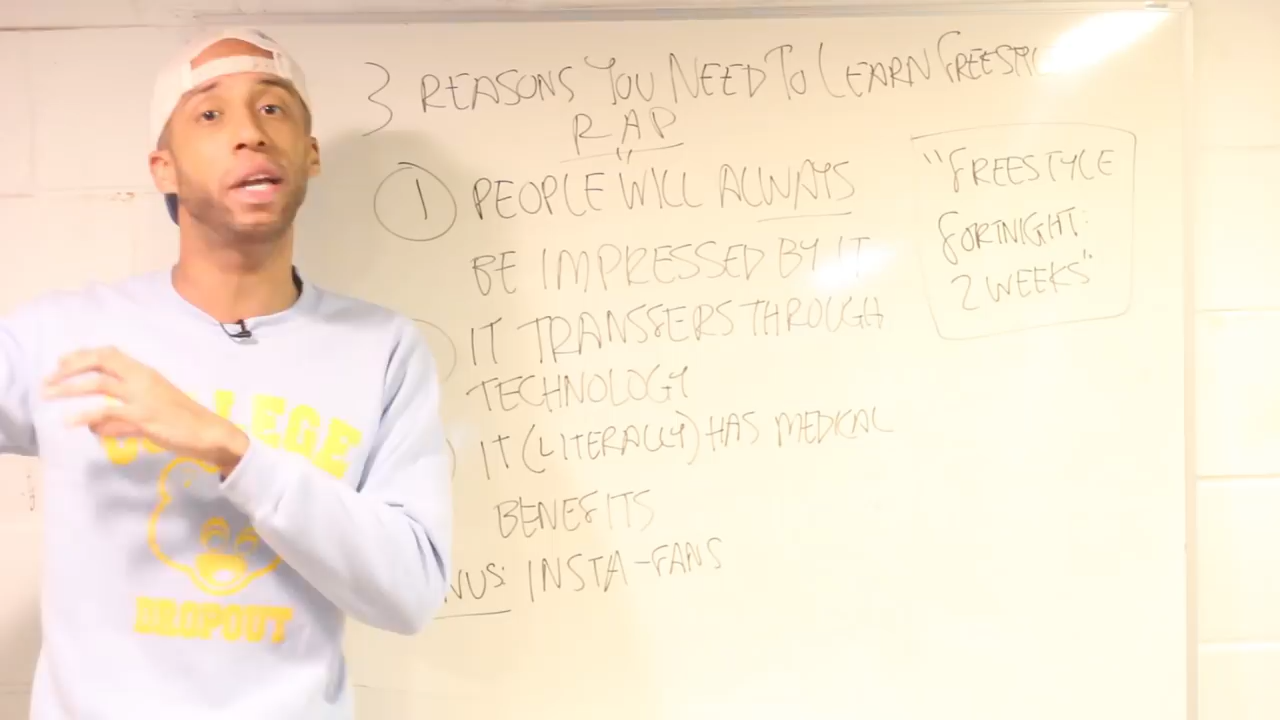 3 REASONS YOU NEED TO LEARN FREESTYLE
RAP
① PEOPLE WILL ALWAYS
BE IMPRESSED BY IT
IT TRANSFERS THROUGH
TECHNOLOGY
IT (LITERALLY) HAS MEDICAL
BENEFITS
NUS: INSTA-FANS
"FREESTYLE
FORTNIGHT:
2 WEEKS"
COLLEGE
DROPOUT